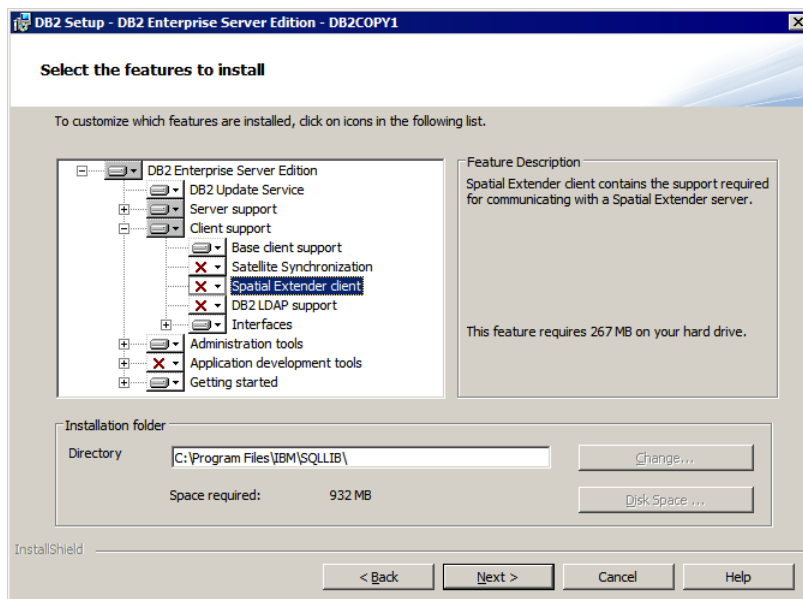 DB2 Setup - DB2 Enterprise Server Edition - DB2COPY1
Select the features to install
To customize which features are installed, click on icons in the following list.
DB2 Enterprise Server Edition
DB2 Update Service
Server support
Client support
Base client support
Satellite Synchronization
Spatial Extender client
DB2 LDAP support
Interfaces
Administration tools
Application development tools
Getting started
Feature Description
Spatial Extender client contains the support required
for communicating with a Spatial Extender server.
This feature requires 267 MB on your hard drive.
Installation folder
Directory
C:\Program Files\IBM\SQLLIB\
Change...
Space required: 932 MB
Disk Space ...
InstallShield
< Back Next > Cancel Help